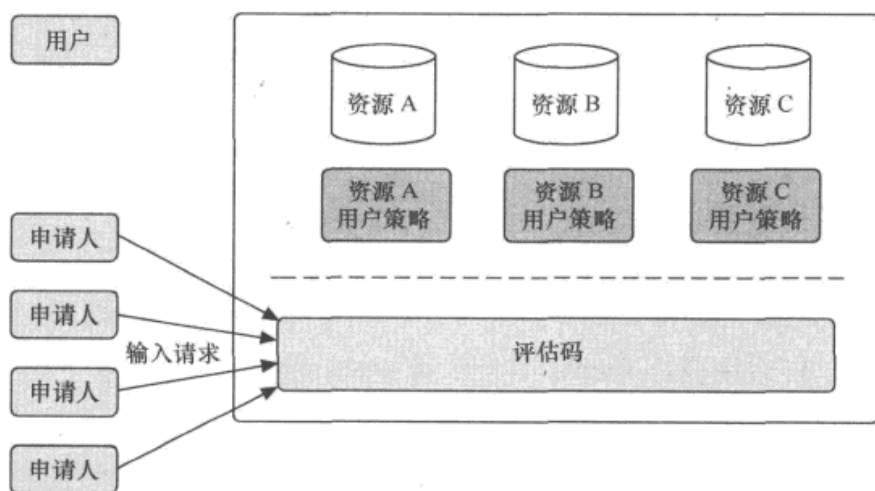 用户
资源 A
资源 B
资源 C
资源 A
用户策略
资源 B
用户策略
资源 C
用户策略
申请人
申请人
输入请求
评估码
申请人
申请人